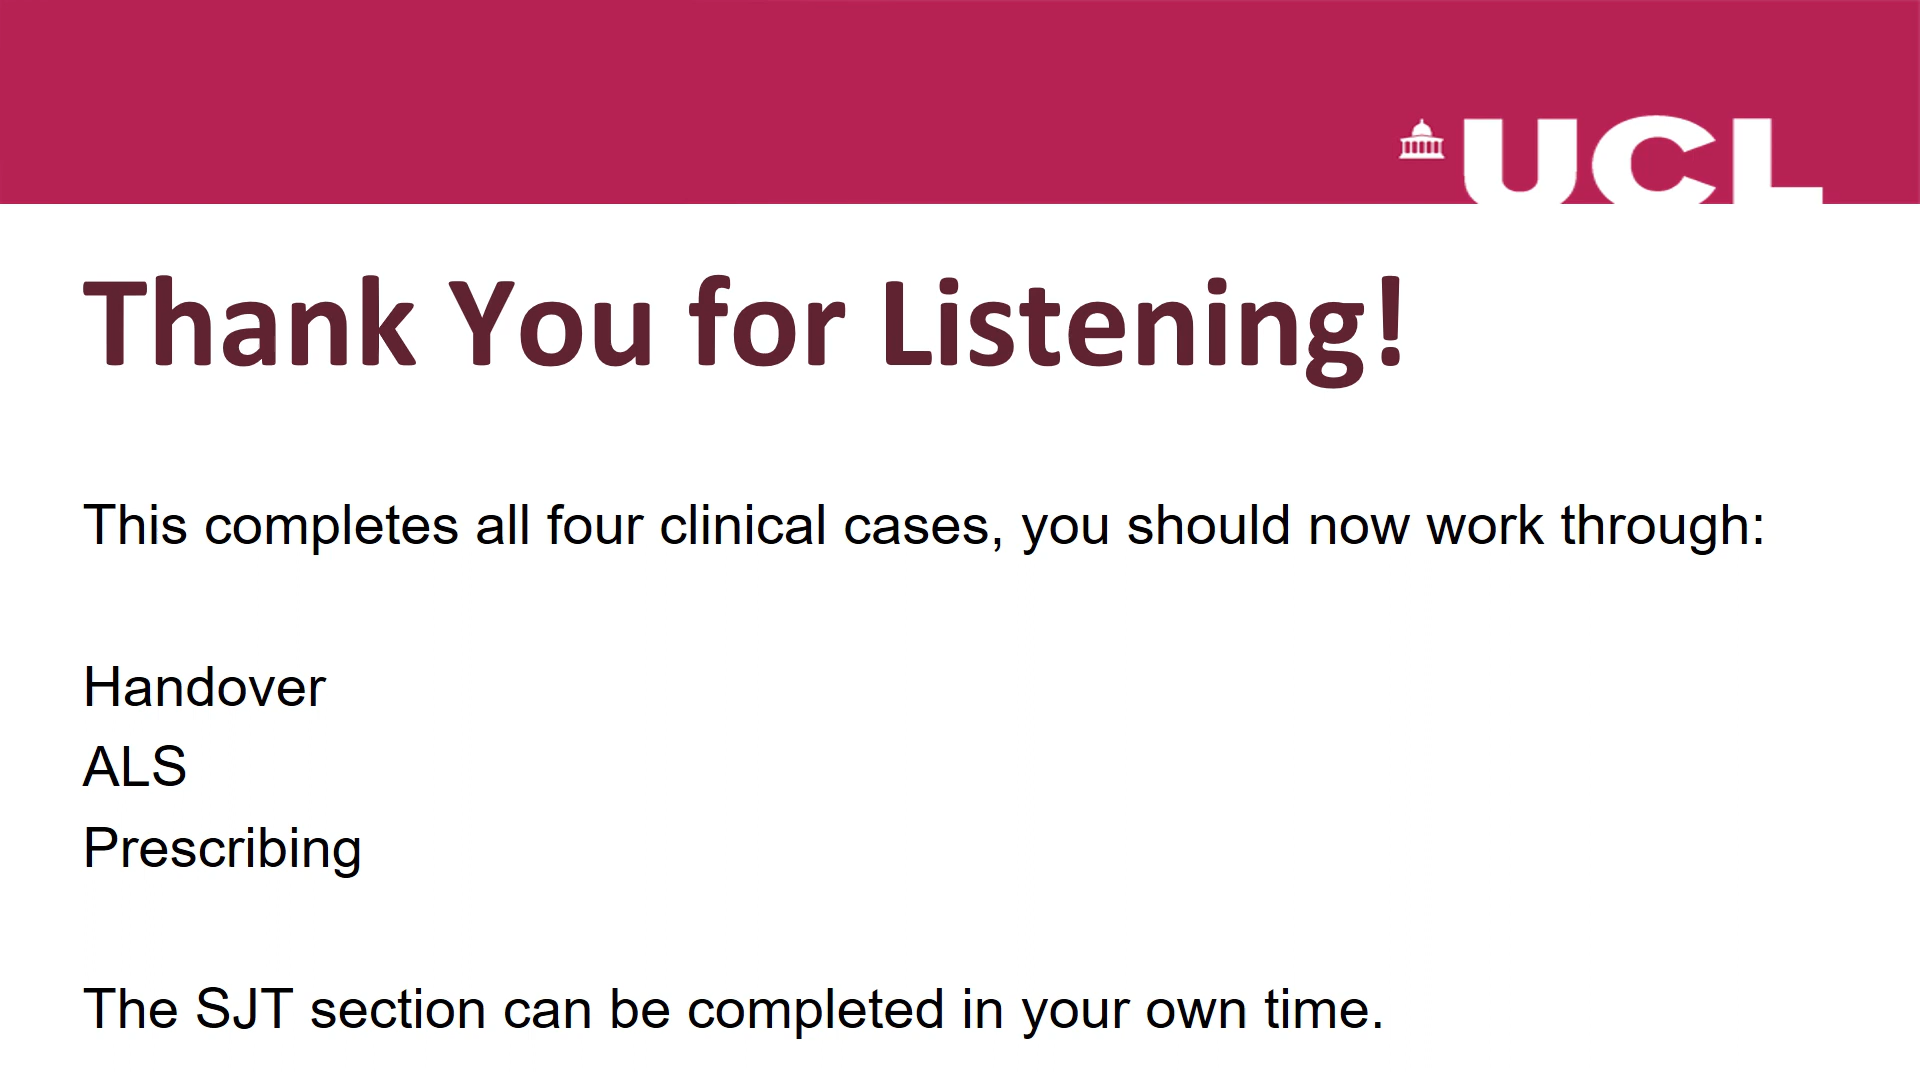 UCL
Thank You for Listening!
This completes all four clinical cases, you should now work through:
Handover
ALS
Prescribing
The SJT section can be completed in your own time.